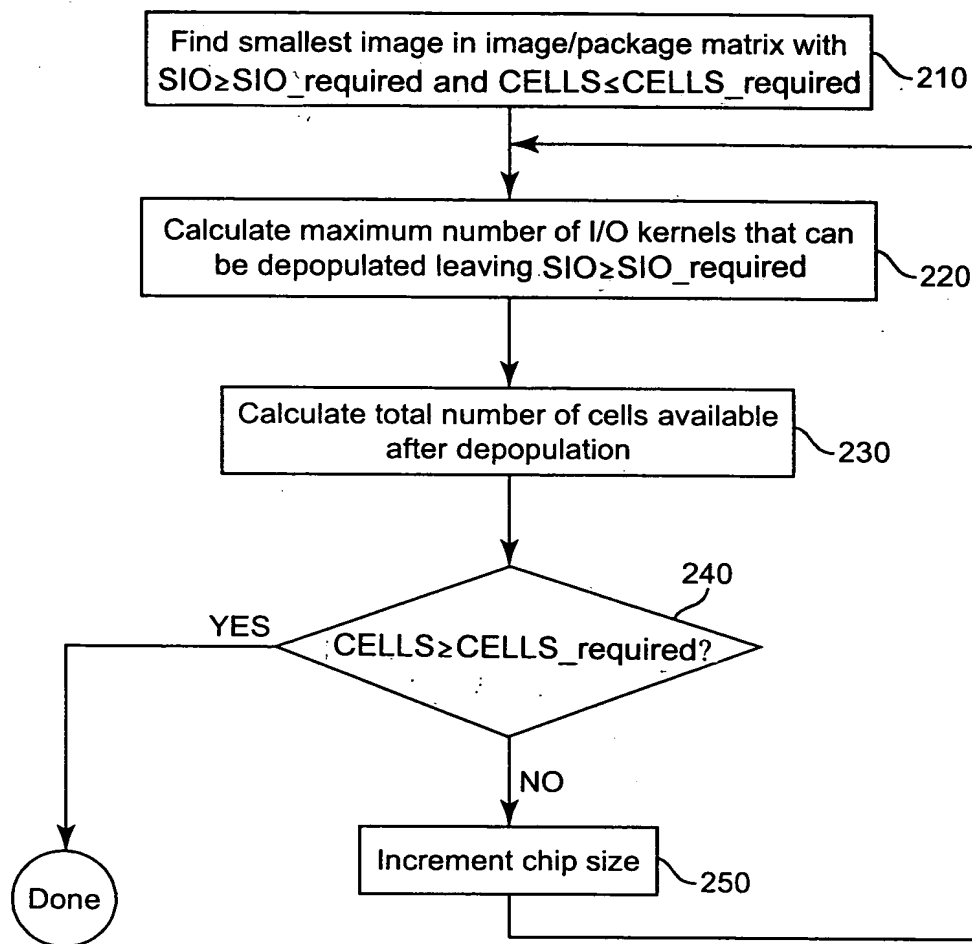 Find smallest image in image/package matrix with
SIO≥SIO_required and CELLS≤CELLS_required
210
Calculate maximum number of I/O kernels that can
be depopulated leaving SIO≥SIO_required
220
Calculate total number of cells available
after depopulation
230
240
YES
CELLS≥CELLS_required?
NO
Increment chip size
250
Done